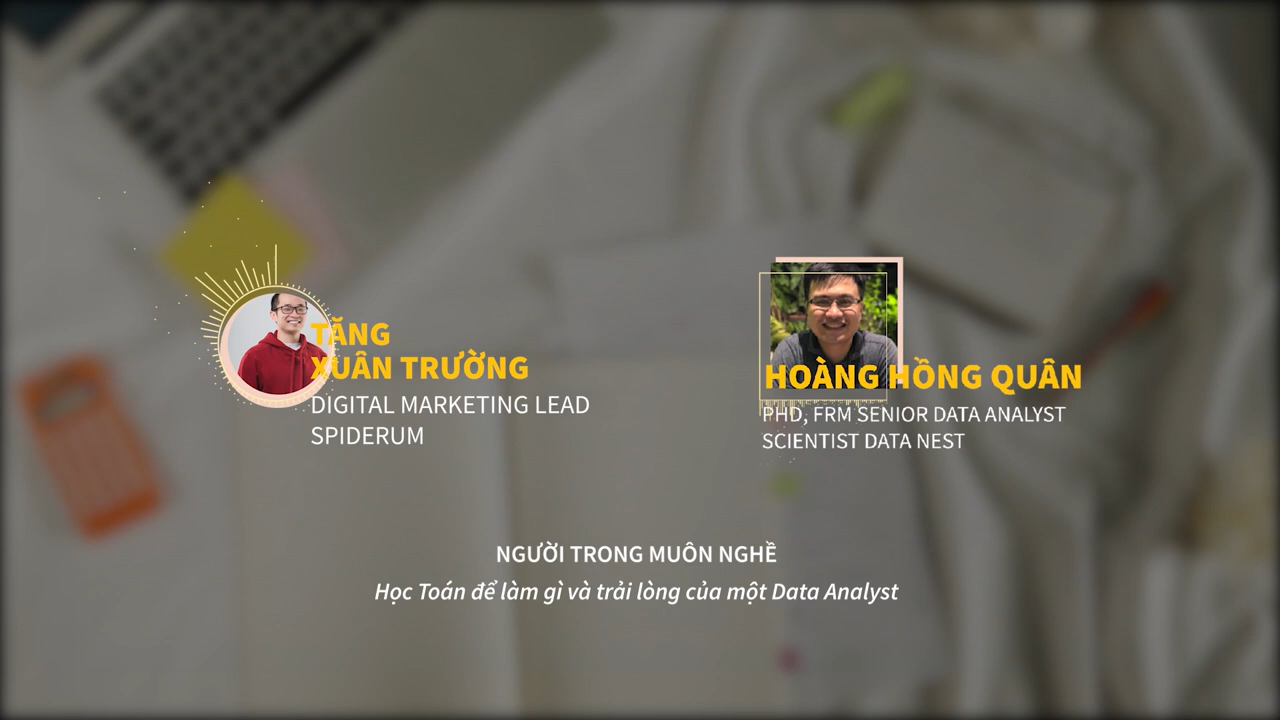 TĂNG
XUÂN TRƯỜNG
DIGITAL MARKETING LEAD
SPIDERUM
HOÀNG HỒNG QUÂN
PHD, FRM SENIOR DATA ANALYST
SCIENTIST DATA NEST
NGƯỜI TRONG MUÔN NGHỀ
Học Toán để làm gì và trải lòng của một Data Analyst